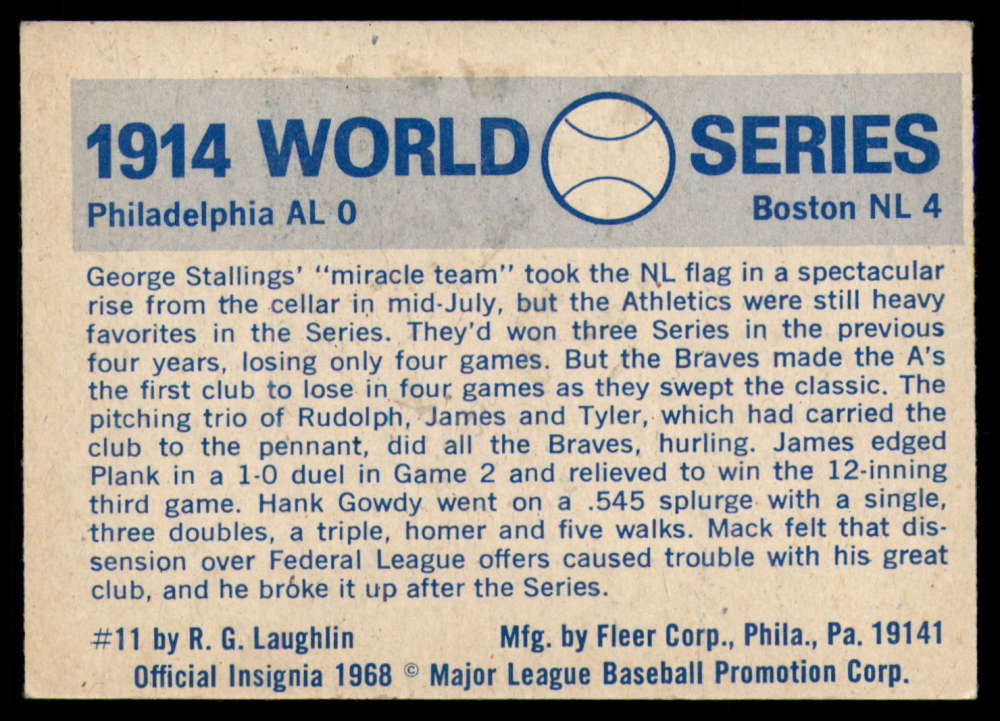 1914 WORLD SERIES
Philadelphia AL 0 Boston NL 4
George Stallings' "miracle team" took the NL flag in a spectacular
rise from the cellar in mid-July, but the Athletics were still heavy
favorites in the Series. They'd won three Series in the previous
four years, losing only four games. But the Braves made the A's
the first club to lose in four games as they swept the classic. The
pitching trio of Rudolph, James and Tyler, which had carried the
club to the pennant, did all the Braves, hurling. James edged
Plank in a 1-0 duel in Game 2 and relieved to win the 12-inning
third game. Hank Gowdy went on a .545 splurge with a single,
three doubles, a triple, homer and five walks. Mack felt that dis-
sension over Federal League offers caused trouble with his great
club, and he broke it up after the Series.
#11 by R. G. Laughlin Mfg. by Fleer Corp., Phila., Pa. 19141
Official Insignia 1968 © Major League Baseball Promotion Corp.